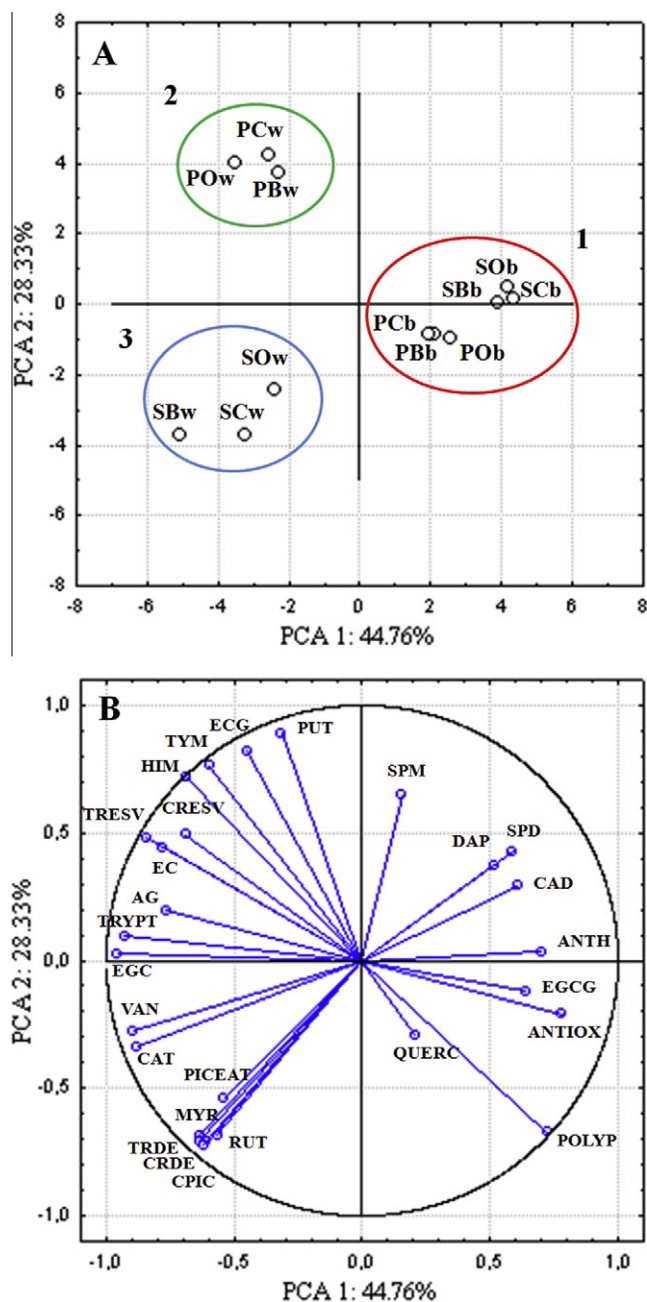 8
A
2
6
PCw
POw
PBw
4
1
2
SOb
SBb
SCb
0
PCb
PBb
POb
3
-2
SOw
SBw
SCw
-4
-6
-8
-8 -6 -4 -2 0 2 4 6 8
PCA 1: 44.76%
PCA 2: 28.33%
1,0
B
ECG
PUT
TYM
HIM
SPM
TRESV
CRESV
0,5
EC
DAP
SPD
CAD
AG
TRYPT
ANTH
0,0
EGC
EGCG
VAN
ANTIOX
CAT
QUERC
PICEAT
-0,5
MYR
RUT
POLYP
TRDE
CRDE
CPIC
-1,0
-1,0 -0,5 0,0 0,5 1,0
PCA 1: 44.76%
PCA 2: 28.33%